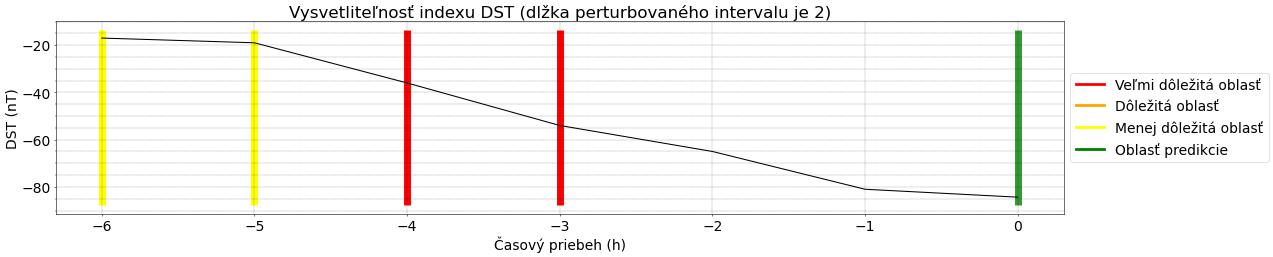 Vysvetliteľnosť indexu DST (dlžka perturbovaného intervalu je 2)
DST (nT)
−20
−40
−60
−80
−6 −5 −4 −3 −2 −1 0
Časový priebeh (h)
Veľmi dôležitá oblasť
Dôležitá oblasť
Menej dôležitá oblasť
Oblasť predikcie